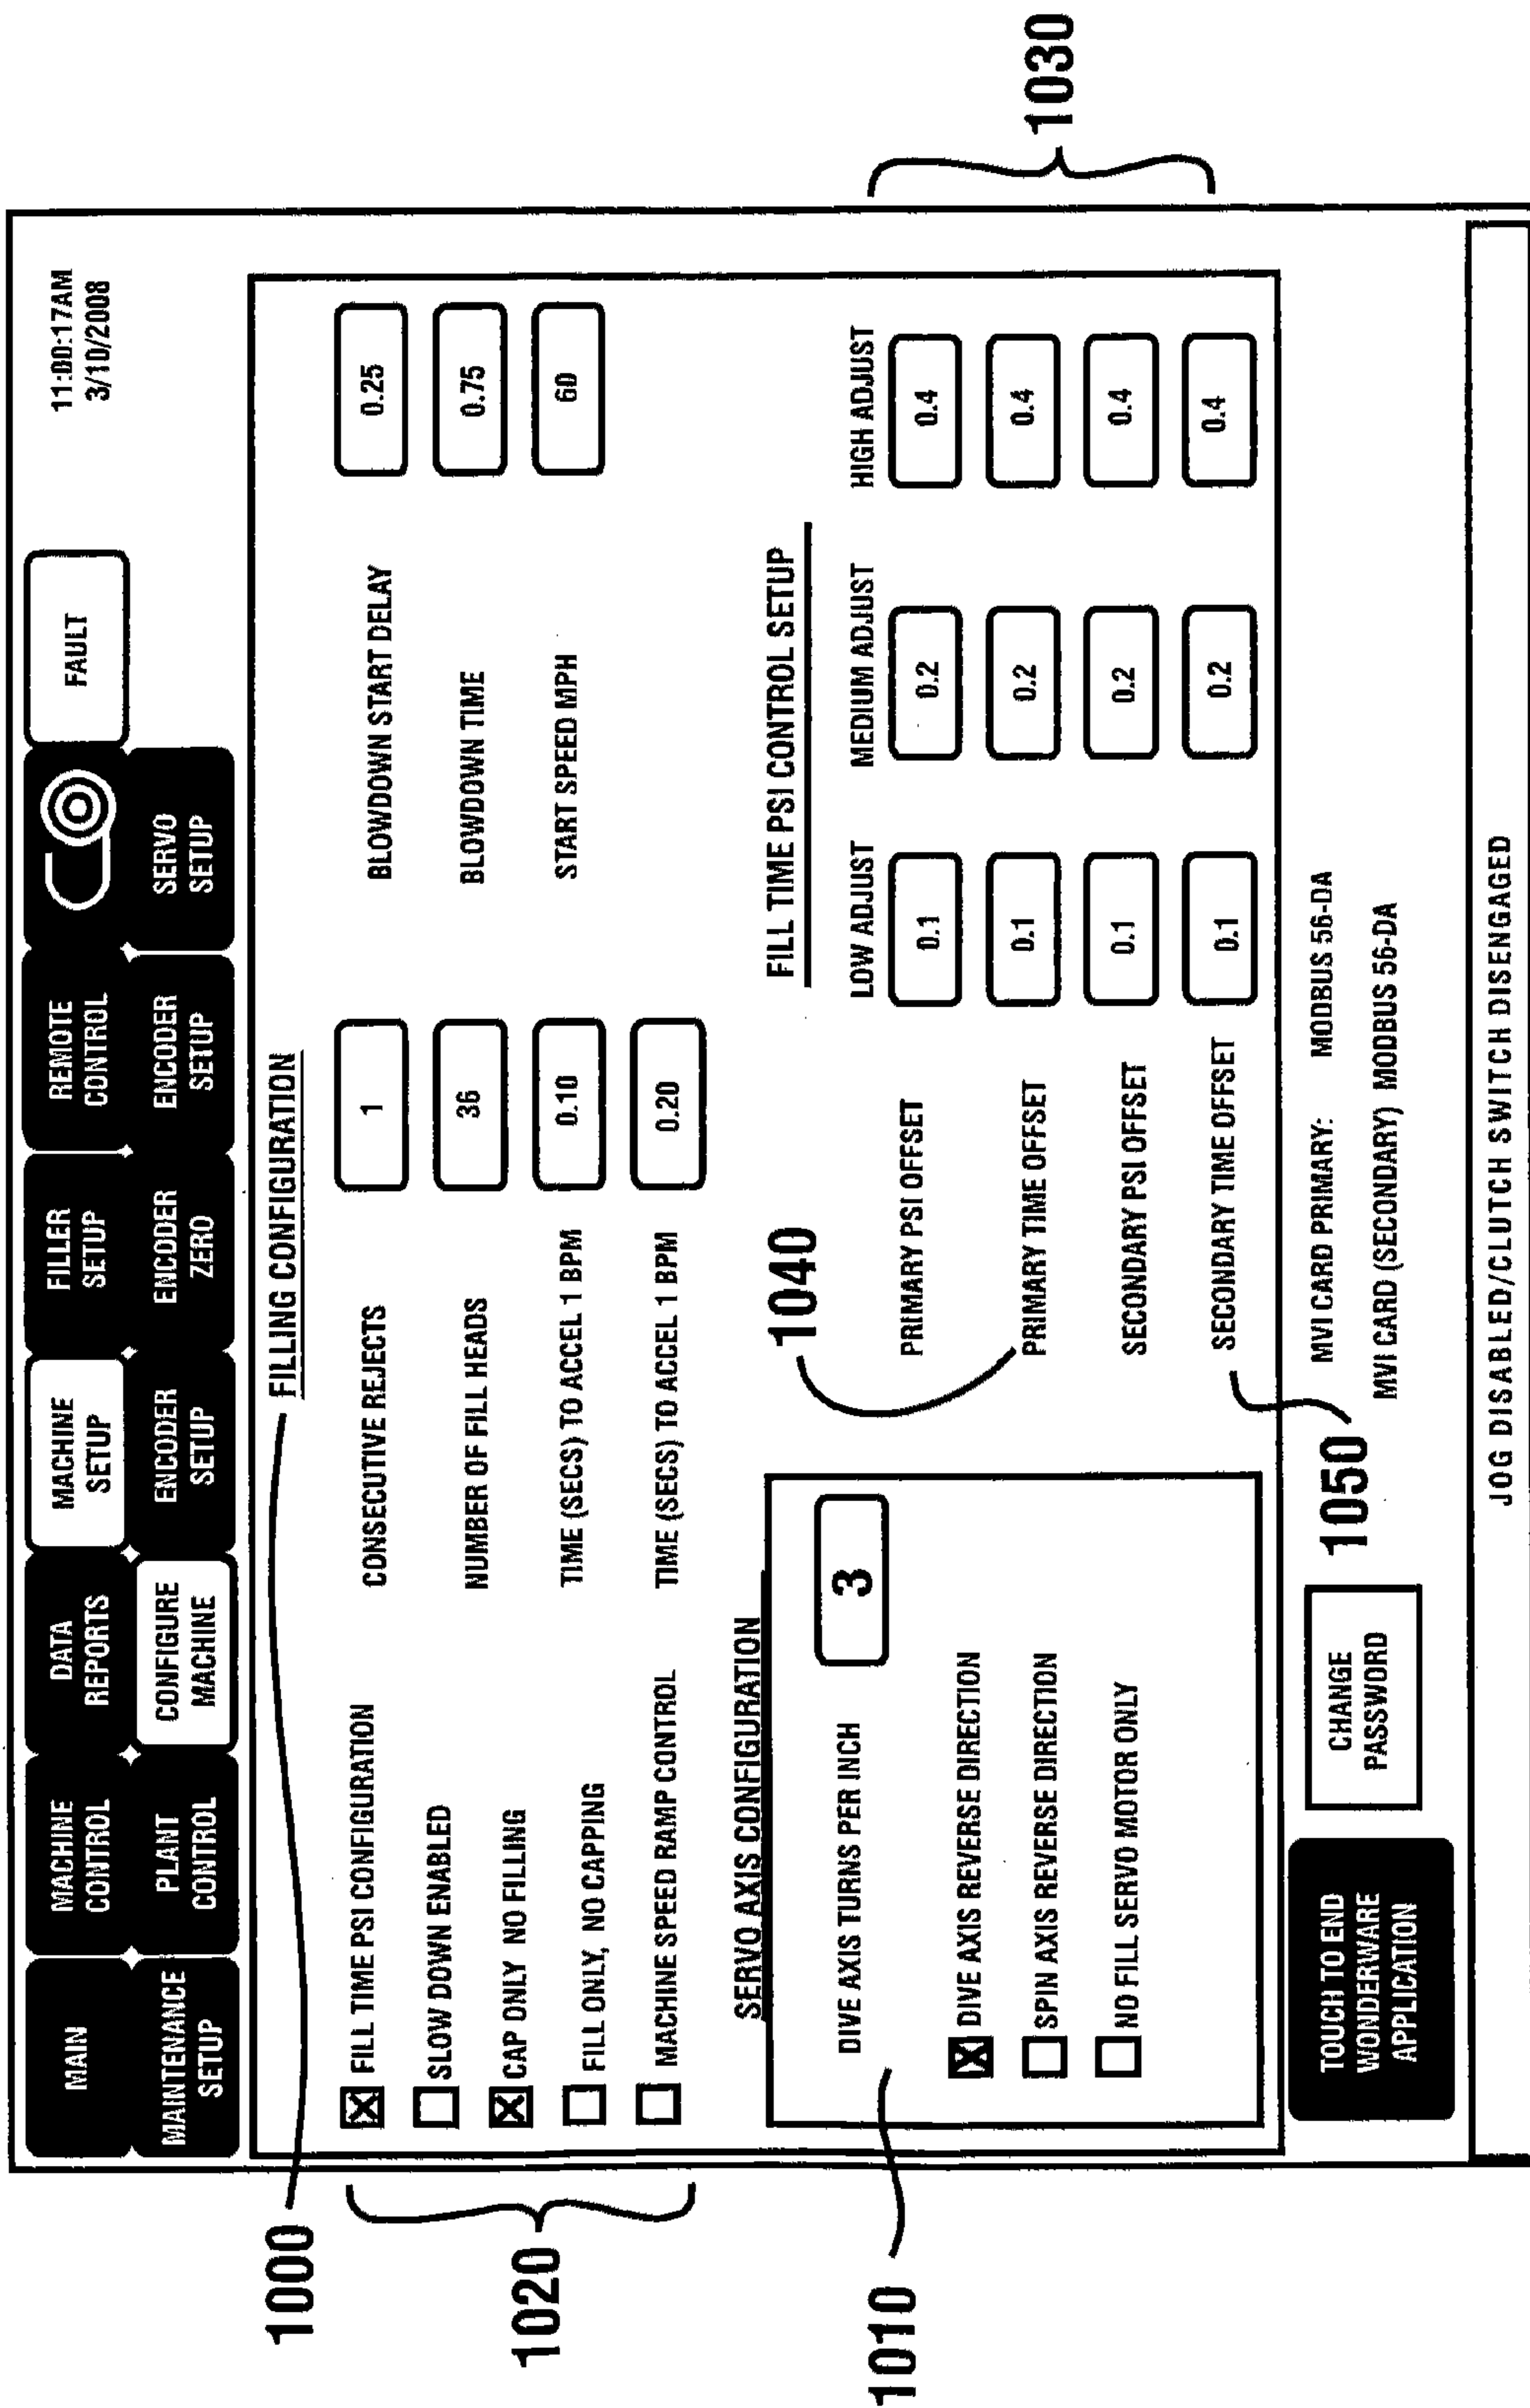 MAIN
MACHINE
CONTROL
DATA
REPORTS
MACHINE
SETUP
FILLER
SETUP
REMOTE
CONTROL
FAULT
11:00:17AM
3/10/2008
MAINTENANCE
SETUP
PLANT
CONTROL
CONFIGURE
MACHINE
ENCODER
SETUP
ENCODER
ZERO
ENCODER
SETUP
SERVO
SETUP
1000
FILLING CONFIGURATION
1020
FILL TIME PSI CONFIGURATION
SLOW DOWN ENABLED
CAP ONLY NO FILLING
FILL ONLY, NO CAPPING
MACHINE SPEED RAMP CONTROL
CONSECUTIVE REJECTS 1
NUMBER OF FILL HEADS 36
TIME (SECS) TO ACCEL 1 BPM 0.10
TIME (SECS) TO ACCEL 1 BPM 0.20
BLOWDOWN START DELAY 0.25
BLOWDOWN TIME 0.75
START SPEED MPH 60
SERVO AXIS CONFIGURATION
1010
DIVE AXIS TURNS PER INCH 3
DIVE AXIS REVERSE DIRECTION
SPIN AXIS REVERSE DIRECTION
NO FILL SERVO MOTOR ONLY
1040
FILL TIME PSI CONTROL SETUP
LOW ADJUST MEDIUM ADJUST HIGH ADJUST
PRIMARY PSI OFFSET 0.1 0.2 0.4
PRIMARY TIME OFFSET 0.1 0.2 0.4
SECONDARY PSI OFFSET 0.1 0.2 0.4
SECONDARY TIME OFFSET 0.1 0.2 0.4
1030
TOUCH TO END
WONDERWARE
APPLICATION
CHANGE
PASSWORD
1050
MVI CARD PRIMARY: MODBUS 56-DA
MVI CARD (SECONDARY) MODBUS 56-DA
JOG DISABLED/CLUTCH SWITCH DISENGAGED